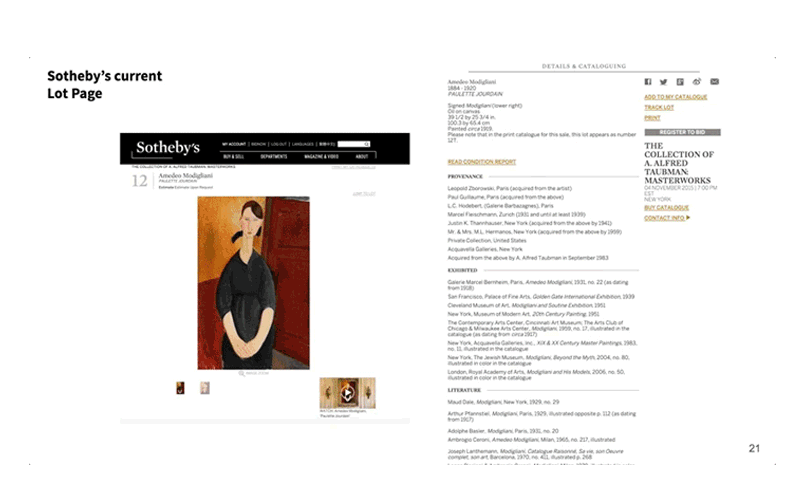 Sotheby's current
Lot Page
Sotheby's
MY ACCOUNT
LOG OUT
LANGUAGES
BUY & SELL
DEPARTMENTS
MAGAZINE & VIDEO
ABOUT
THE COLLECTION OF A. ALFRED TAUBMAN: MASTERWORKS
12
Amedeo Modigliani
PAULETTE JOURDAIN
Estimate Estimate Upon Request
DETAILS & CATALOGUING
Amedeo Modigliani
1884 - 1920
PAULETTE JOURDAIN
Signed Modigliani (lower right)
Oil on canvas
39 1/2 by 25 3/4 in.
100.3 by 65.4 cm
Painted circa 1919.
Please note that in the print catalogue for this sale, this lot appears as number
12T.
READ CONDITION REPORT
PROVENANCE
Leopold Zborowski, Paris (acquired from the artist)
Paul Guillaume, Paris (acquired from the above)
L.C. Hodebert, (Galerie Barbazagnes), Paris
Marcel Fleischmann, Zurich (1931 and until at least 1939)
Justin K. Thannhauser, New York (acquired from the above by 1941)
Mr. & Mrs. M.L. Hermanos, New York (acquired from the above by 1959)
Private Collection, United States
Acquavella Galleries, New York
Acquired from the above by A. Alfred Taubman in September 1983
EXHIBITED
Galerie Marcel Bernheim, Paris, Amedeo Modigliani, 1931, no. 22 (as dating
from 1918)
San Francisco, Palace of Fine Arts, Golden Gate International Exhibition, 1939
Cleveland Museum of Art, Modigliani and Soutine Exhibition, 1951
New York, Museum of Modern Art, 20th Century Painting, 1951
The Contemporary Arts Center, Cincinnati Art Museum; The Arts Club of
Chicago & Milwaukee Arts Center, Modigliani, 1959, no. 17, illustrated in the
catalogue (as dating from circa 1917)
New York, Acquavella Galleries, Inc., XIX & XX Century Master Paintings, 1983,
no. 11, illustrated in the catalogue
New York, The Jewish Museum, Modigliani, Beyond the Myth, 2004, no. 80,
illustrated in color in the catalogue
London, Royal Academy of Arts, Modigliani and His Models, 2006, no. 50,
illustrated in color in the catalogue
LITERATURE
Maud Dale, Modigliani, New York, 1929, no. 29
Arthur Pfannstiel, Modigliani, Paris, 1929, illustrated opposite p. 112 (as dating
from 1917)
Adolphe Basler, Modigliani, Paris, 1931, no. 20
Ambrogio Ceroni, Amedeo Modigliani, Milan, 1965, no. 217, illustrated
Joseph Lanthemann, Modigliani, Catalogue Raisonné, Sa vie, son Oeuvre
complet, son art, Barcelona, 1970, no. 411, illustrated p. 268
ADD TO MY CATALOGUE
TRACK LOT
PRINT
REGISTER TO BID
THE
COLLECTION OF
A. ALFRED
TAUBMAN:
MASTERWORKS
04 NOVEMBER 2015 | 7:00 PM
EST
NEW YORK
BUY CATALOGUE
CONTACT INFO
21